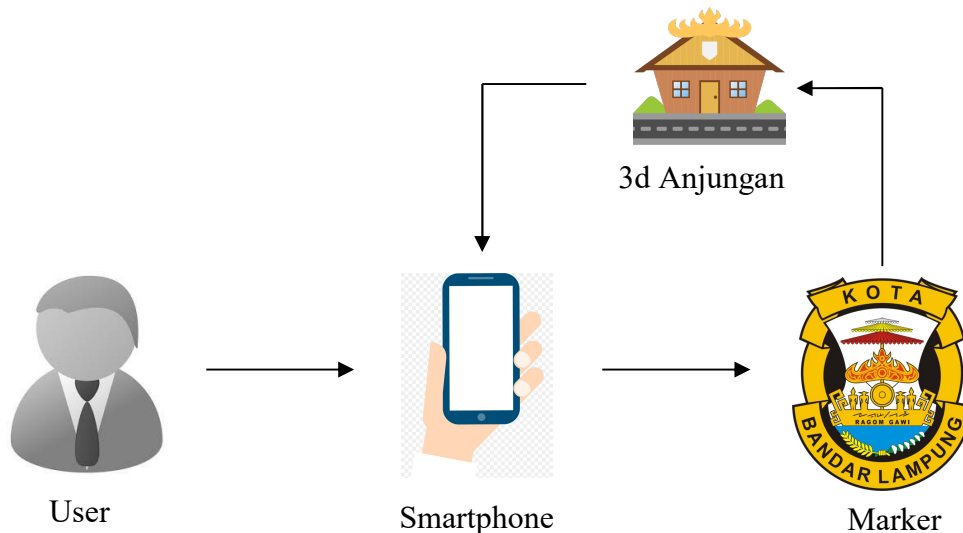 3d Anjungan
KOTA
RAGOM GAWI
BANDAR LAMPUNG
User
Smartphone
Marker